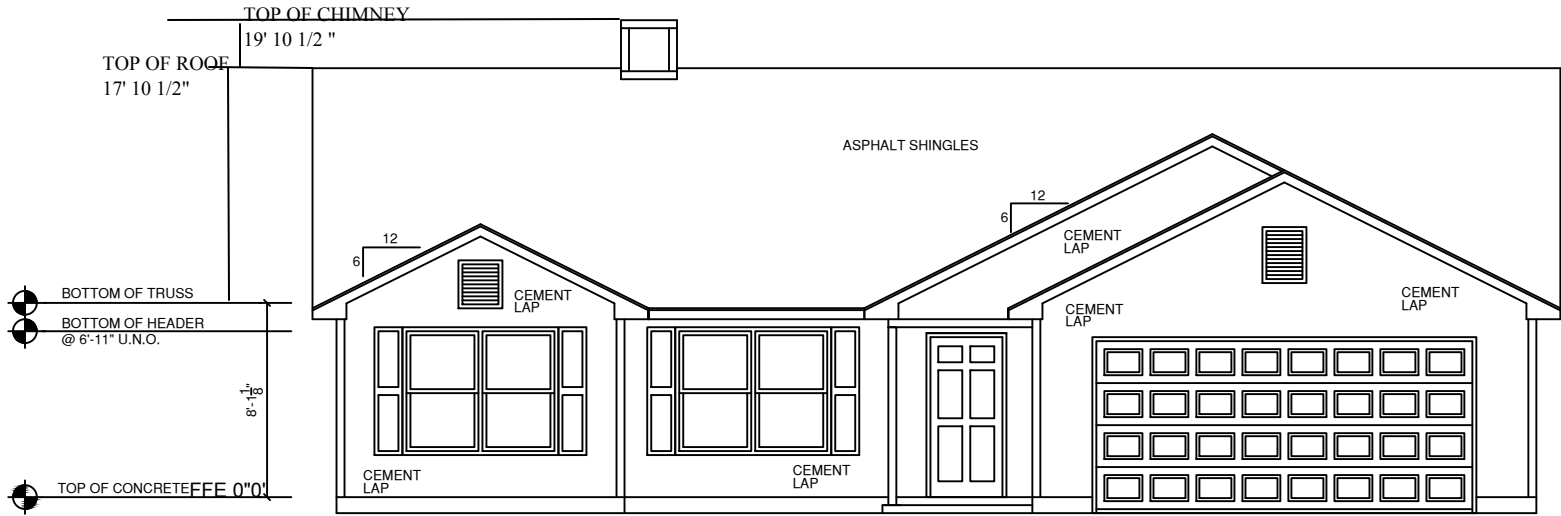 TOP OF CHIMNEY
19' 10 1/2 "
TOP OF ROOF
17' 10 1/2"
ASPHALT SHINGLES
12
6
12
6
CEMENT
LAP
BOTTOM OF TRUSS
CEMENT
LAP
CEMENT
LAP
CEMENT
LAP
BOTTOM OF HEADER
@ 6'-11" U.N.O.
8'-1 1/8"
CEMENT
LAP
CEMENT
LAP
TOP OF CONCRETE FFE 0"0'